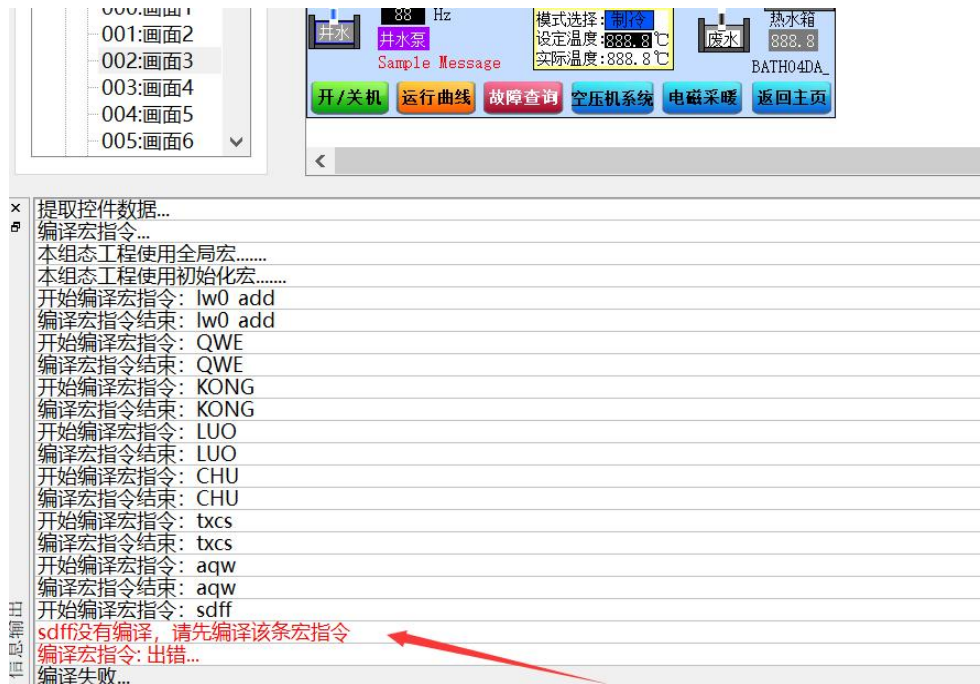 000:画面1
001:画面2
002:画面3
003:画面4
004:画面5
005:画面6
88 Hz
井水
井水泵
Sample Message
模式选择:制冷
设定温度:888.8℃
实际温度:888.8℃
废水
热水箱
888.8
BATH04DA_
开/关机
运行曲线
故障查询
空压机系统
电磁采暖
返回主页
提取控件数据...
编译宏指令...
本组态工程使用全局宏.......
本组态工程使用初始化宏.......
开始编译宏指令：lw0 add
编译宏指令结束：lw0 add
开始编译宏指令：QWE
编译宏指令结束：QWE
开始编译宏指令：KONG
编译宏指令结束：KONG
开始编译宏指令：LUO
编译宏指令结束：LUO
开始编译宏指令：CHU
编译宏指令结束：CHU
开始编译宏指令：txcs
编译宏指令结束：txcs
开始编译宏指令：aqw
编译宏指令结束：aqw
开始编译宏指令：sdff
sdff没有编译，请先编译该条宏指令
编译宏指令: 出错...
编译失败...
信息输出